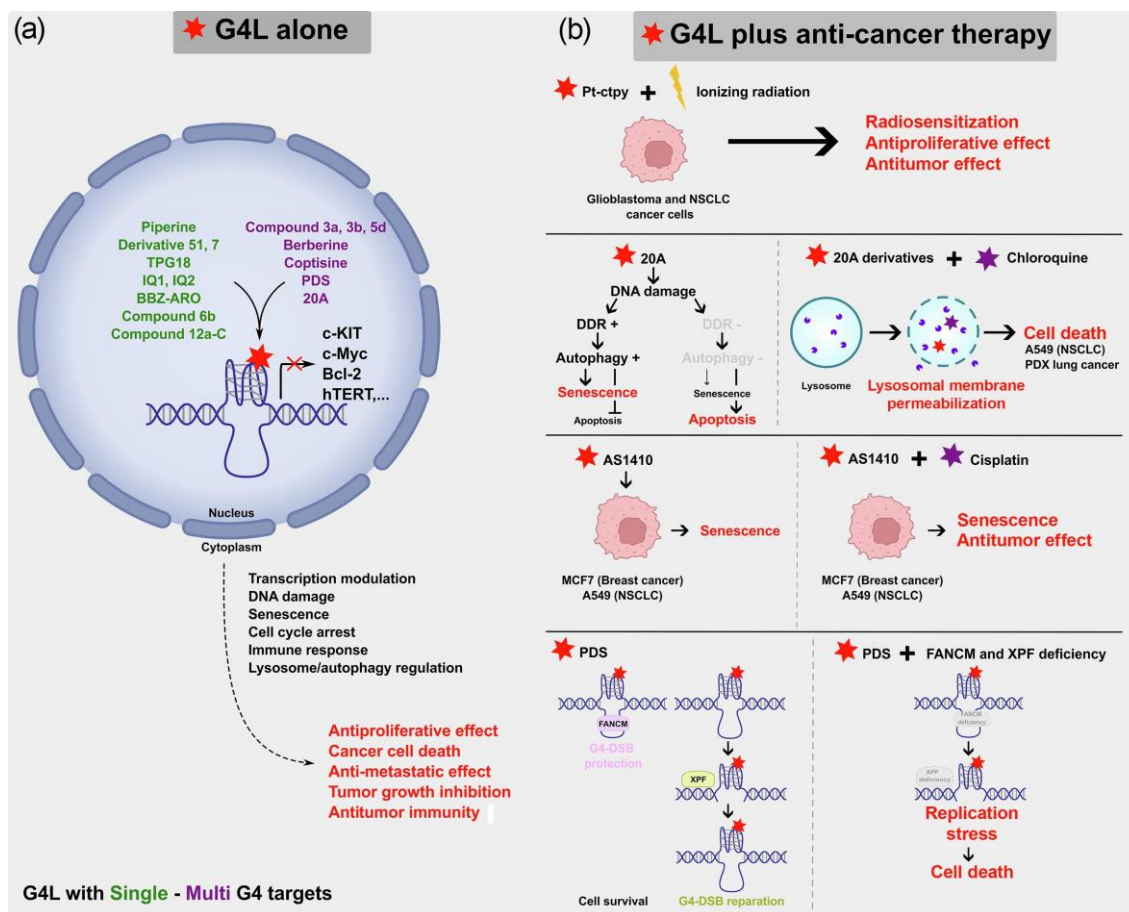 (a)
G4L alone
Piperine
Derivative 51, 7
TPG18
IQ1, IQ2
BBZ-ARO
Compound 6b
Compound 12a-C
Compound 3a, 3b, 5d
Berberine
Coptisine
PDS
20A
c-KIT
c-Myc
Bcl-2
hTERT,...
Nucleus
Cytoplasm
Transcription modulation
DNA damage
Senescence
Cell cycle arrest
Immune response
Lysosome/autophagy regulation
Antiproliferative effect
Cancer cell death
Anti-metastatic effect
Tumor growth inhibition
Antitumor immunity
G4L with Single - Multi G4 targets
(b)
G4L plus anti-cancer therapy
Pt-ctpy + Ionizing radiation
Glioblastoma and NSCLC
cancer cells
Radiosensitization
Antiproliferative effect
Antitumor effect
20A
DNA damage
DDR +
Autophagy +
Senescence
Apoptosis
DDR -
Autophagy -
Senescence
Apoptosis
20A derivatives + Chloroquine
Lysosome
Lysosomal membrane
permeabilization
Cell death
A549 (NSCLC)
PDX lung cancer
AS1410
Senescence
MCF7 (Breast cancer)
A549 (NSCLC)
AS1410 + Cisplatin
Senescence
Antitumor effect
MCF7 (Breast cancer)
A549 (NSCLC)
PDS
FANCM
G4-DSB
protection
XPF
Cell survival
G4-DSB reparation
PDS + FANCM and XPF deficiency
FANCM
deficiency
XPF
deficiency
Replication
stress
Cell death